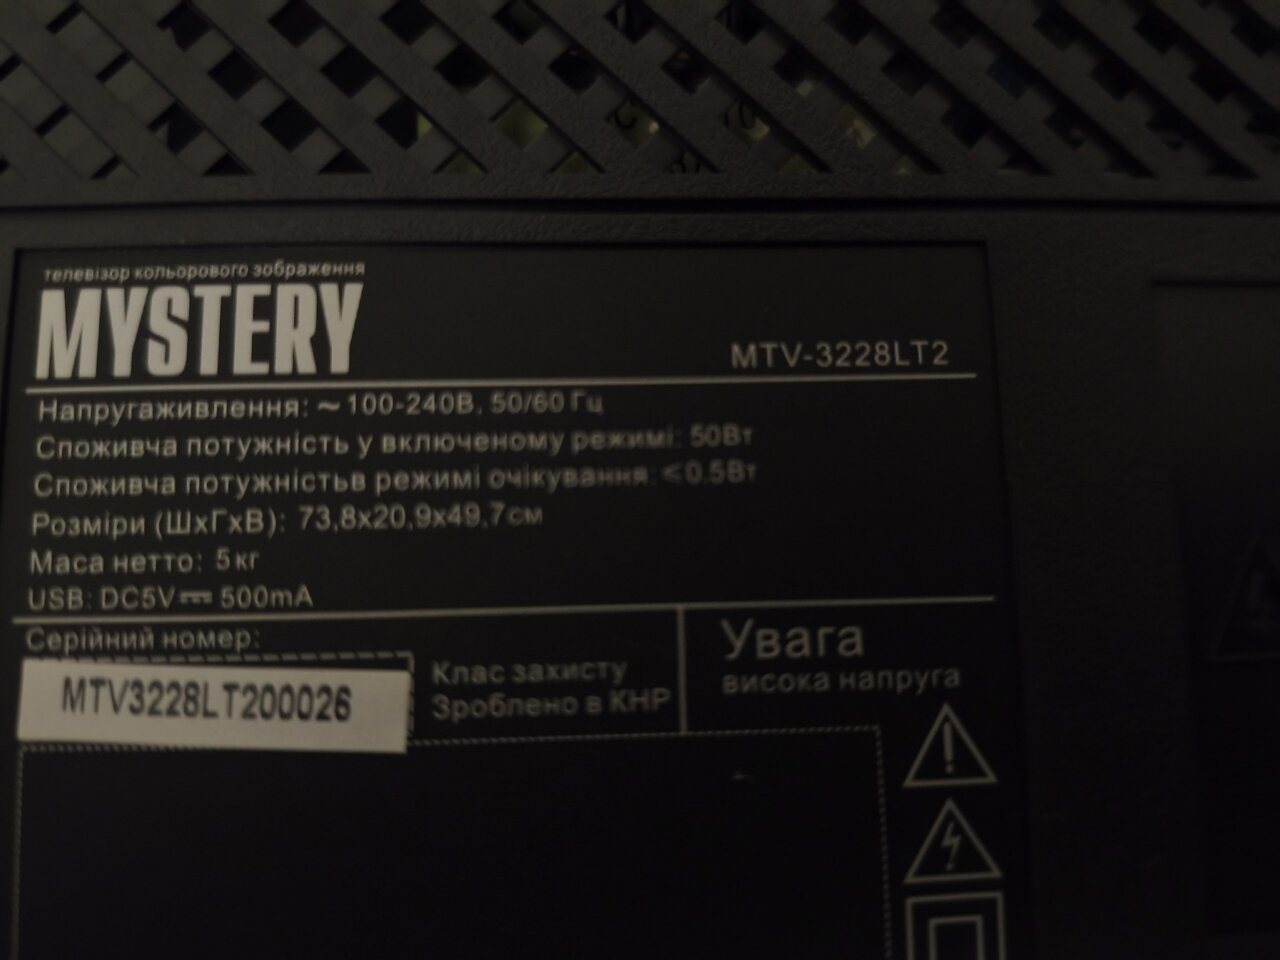 телевізор кольорового зображення
MYSTERY
MTV-3228LT2
Напругаживлення: ~ 100-240В, 50/60 Гц
Споживча потужність у включеному режимі: 50Вт
Споживча потужністьв режимі очікування: <0.5Вт
Розміри (ШхГхВ): 73,8х20,9х49,7см
Маса нетто: 5кг
USB: DC5V⎓ 500mA
Серійний номер:
MTV3228LT200026
Клас захисту
Зроблено в КНР
Увага
висока напруга